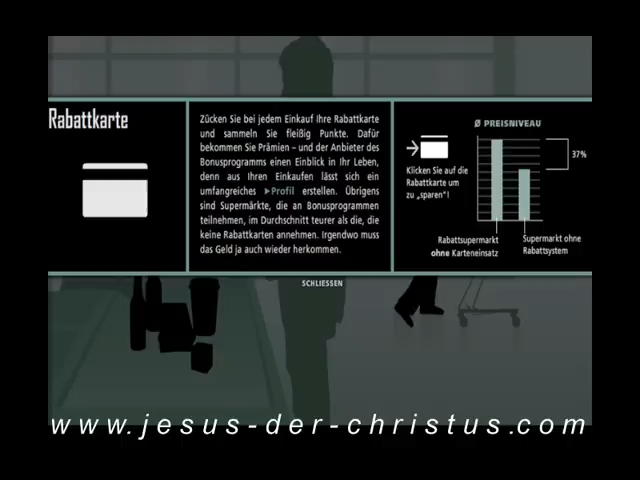 Rabattkarte
Zücken Sie bei jedem Einkauf Ihre Rabattkarte
und sammeln Sie fleißig Punkte. Dafür
bekommen Sie Prämien – und der Anbieter des
Bonusprogramms einen Einblick in Ihr Leben,
denn aus Ihren Einkaufen lässt sich ein
umfangreiches ▶Profil erstellen. Übrigens
sind Supermärkte, die an Bonusprogrammen
teilnehmen, im Durchschnitt teurer als die, die
keine Rabattkarten annehmen. Irgendwo muss
das Geld ja auch wieder herkommen.
Ø PREISNIVEAU
37%
Klicken Sie auf die
Rabattkarte um
zu „sparen"!
Rabattsupermarkt
ohne Karteneinsatz
Supermarkt ohne
Rabattsystem
SCHLIESSEN
www.jesus-der-christus.com